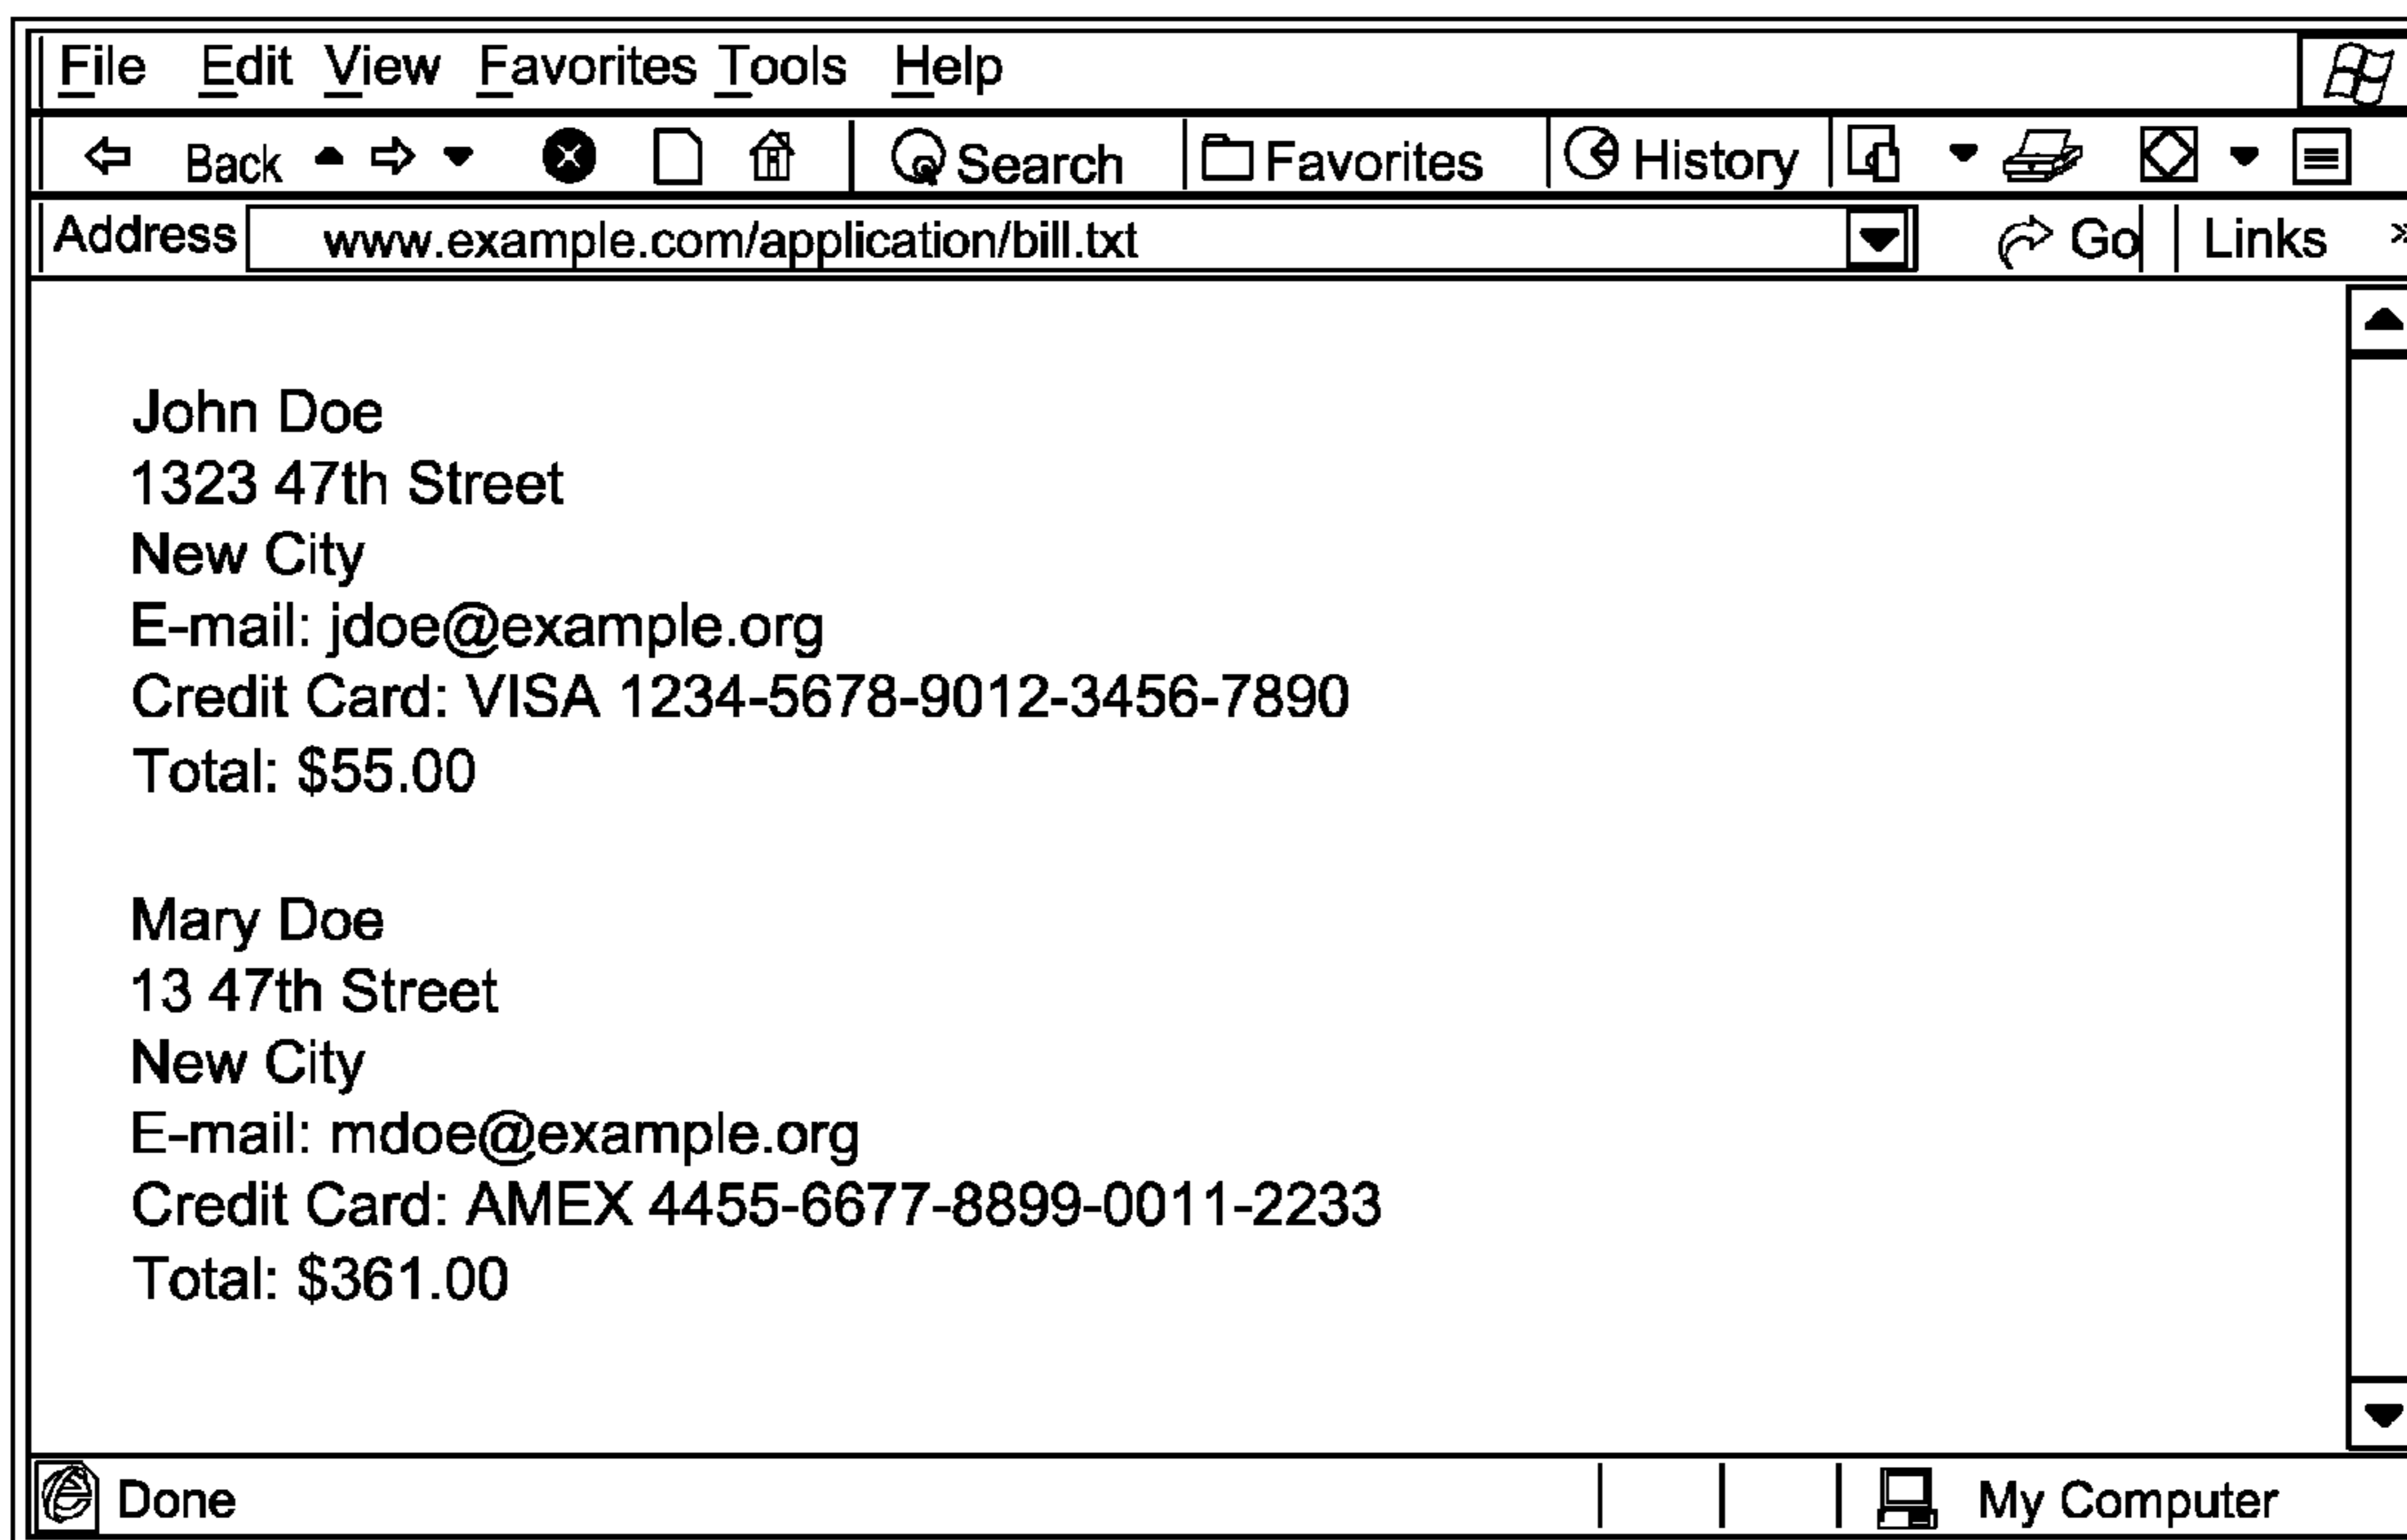 File Edit View Favorites Tools Help
Back Search Favorites History
Address www.example.com/application/bill.txt Go Links »
John Doe
1323 47th Street
New City
E-mail: jdoe@example.org
Credit Card: VISA 1234-5678-9012-3456-7890
Total: $55.00
Mary Doe
13 47th Street
New City
E-mail: mdoe@example.org
Credit Card: AMEX 4455-6677-8899-0011-2233
Total: $361.00
Done My Computer